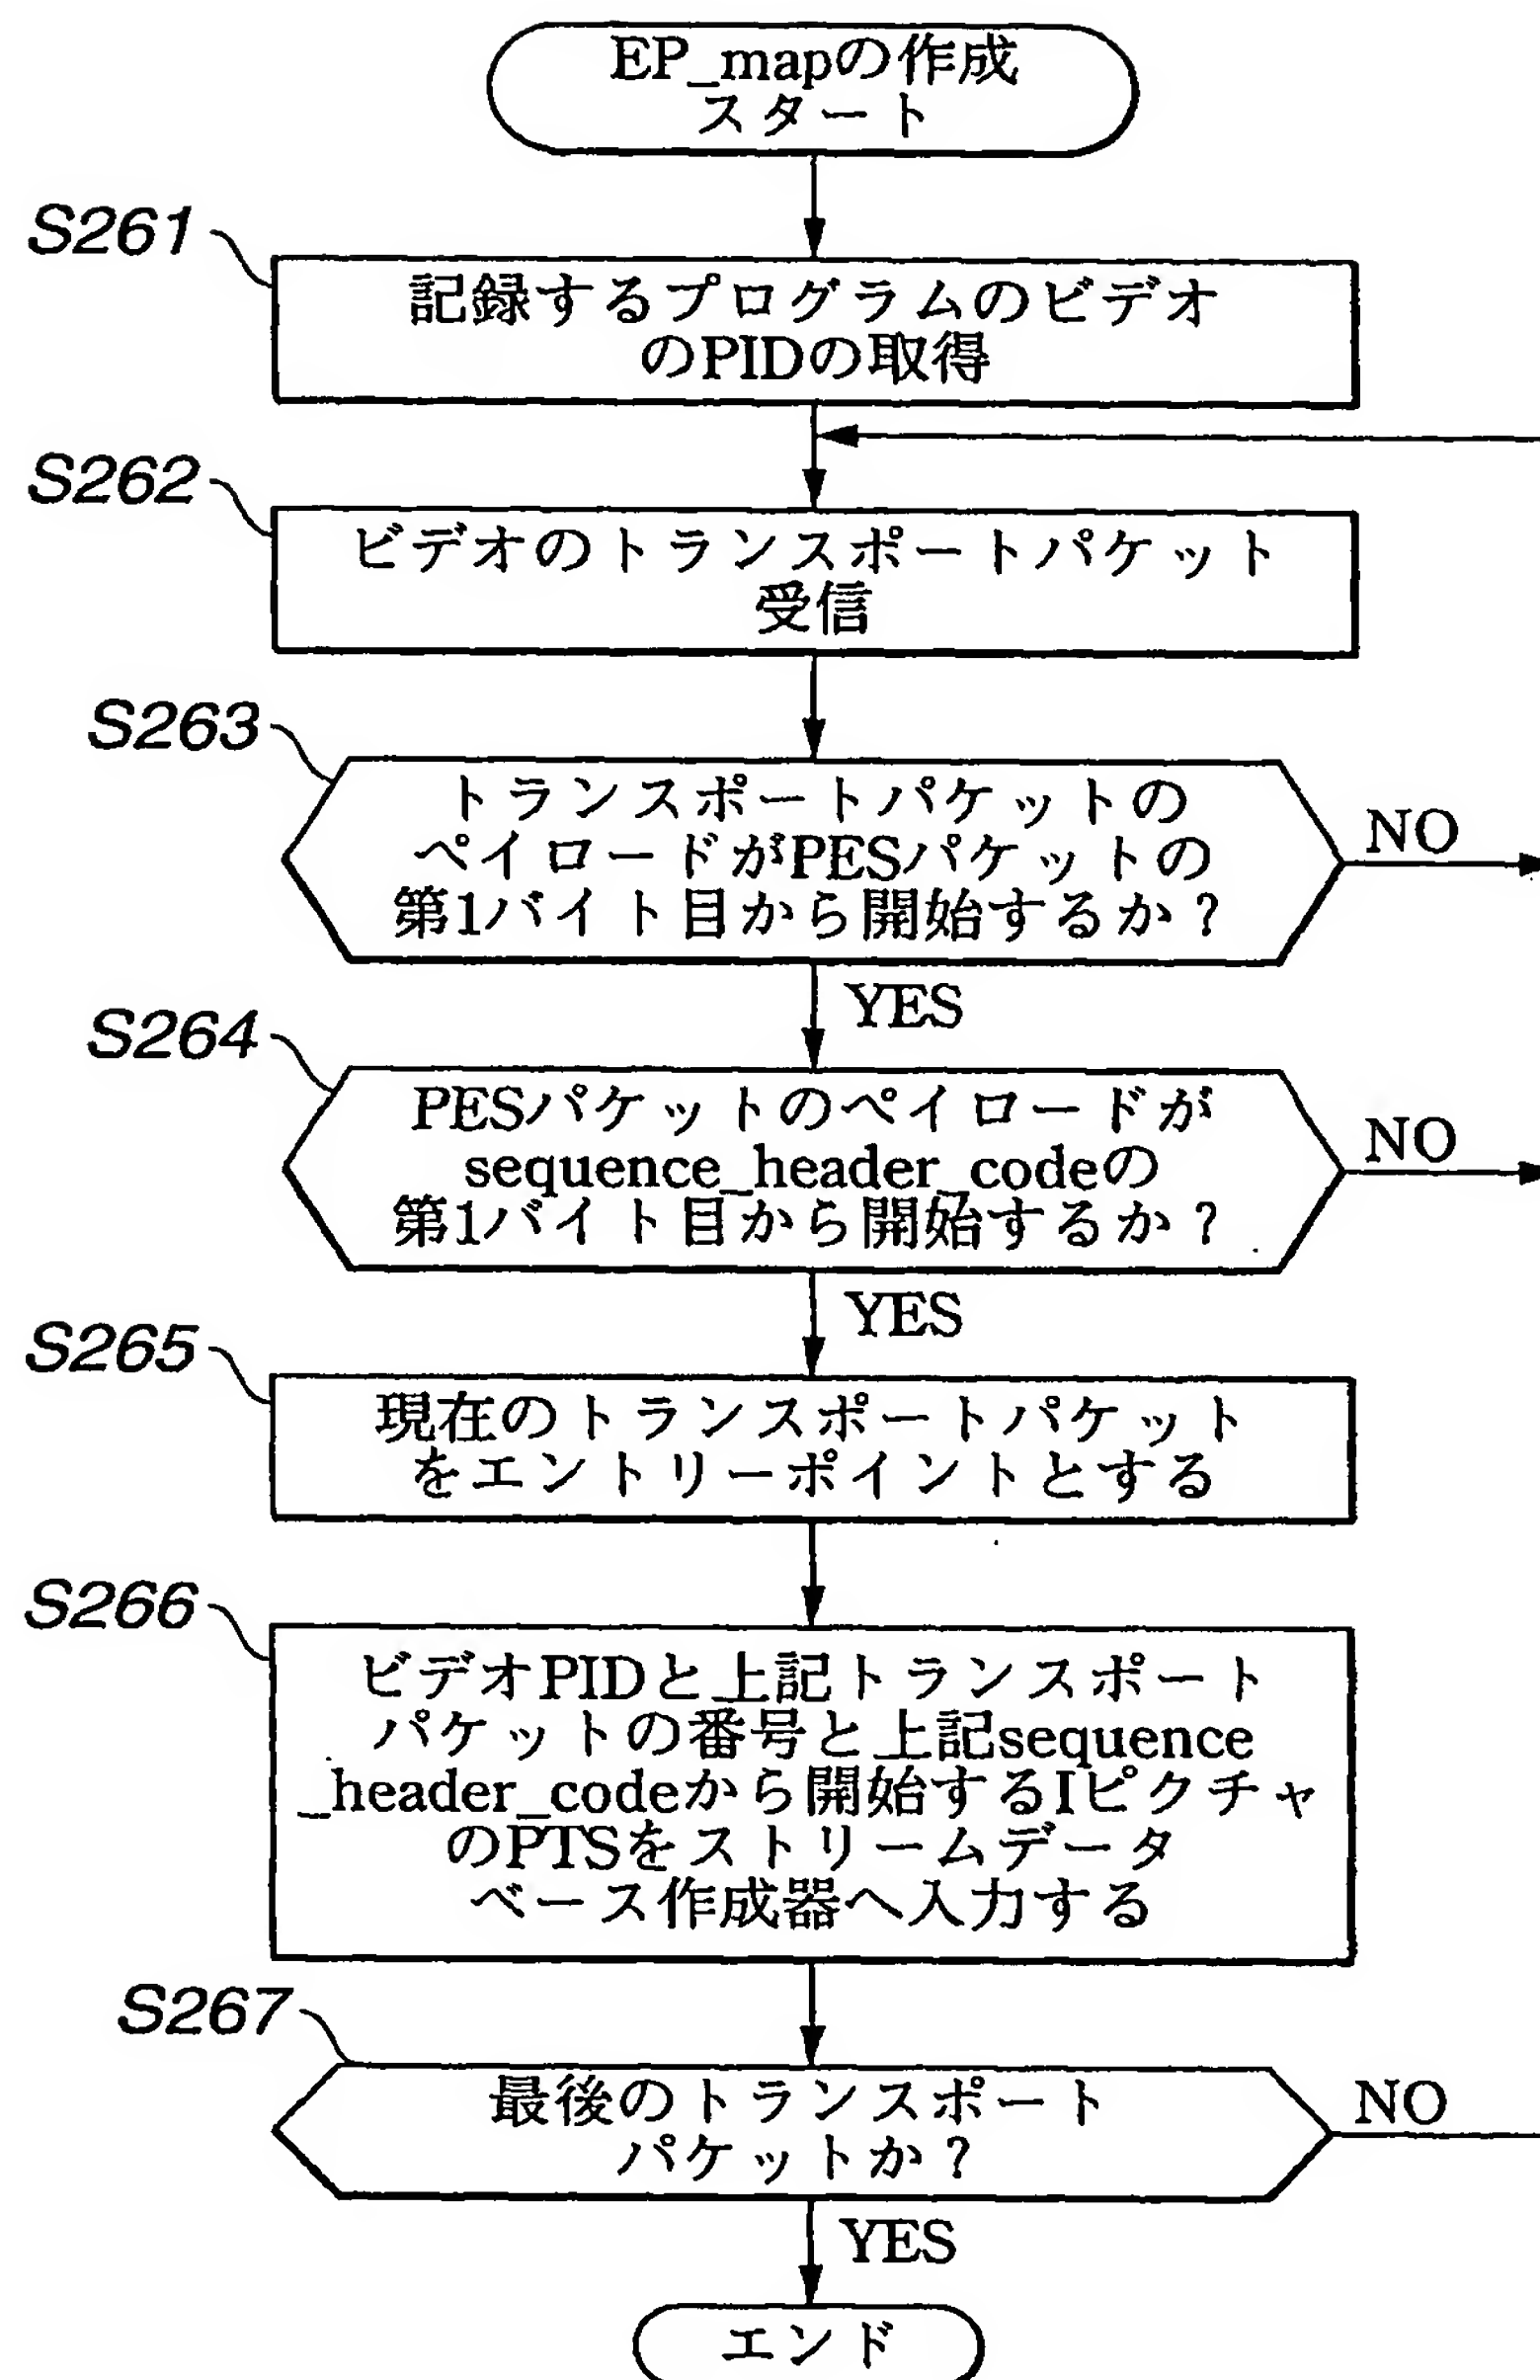 EP_mapの作成
スタート
S261
記録するプログラムのビデオ
のPIDの取得
S262
ビデオのトランスポートパケット
受信
S263
トランスポートパケットの
ペイロードがPESパケットの
第1バイト目から開始するか？
NO
YES
S264
PESパケットのペイロードが
sequence_header_codeの
第1バイト目から開始するか？
NO
YES
S265
現在のトランスポートパケット
をエントリーポイントとする
S266
ビデオPIDと上記トランスポート
パケットの番号と上記sequence
_header_codeから開始するIピクチャ
のPTSをストリームデータ
ベース作成器へ入力する
S267
最後のトランスポート
パケットか？
NO
YES
エンド